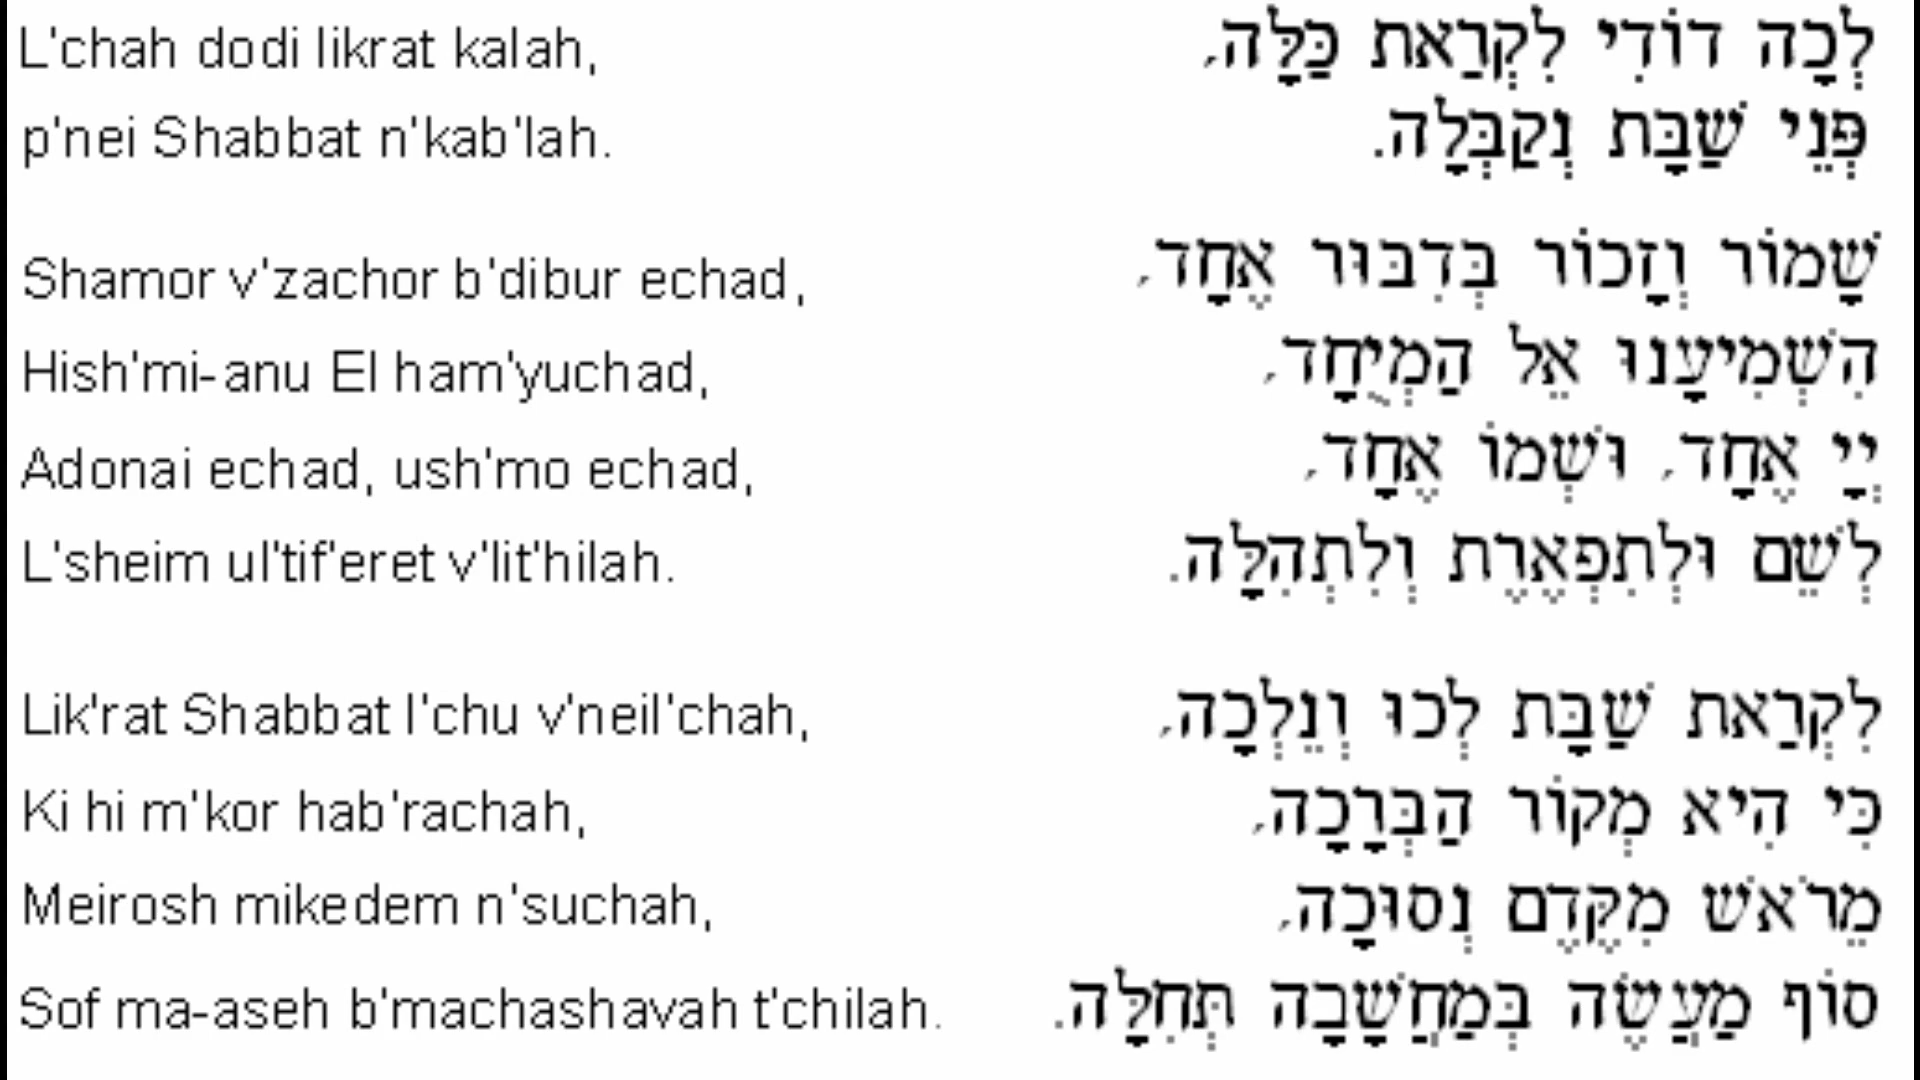 L'chah dodi likrat kalah,
לְכָה דוֹדִי לִקְרַאת כַּלָּה,
p'nei Shabbat n'kab'lah.
פְּנֵי שַׁבָּת נְקַבְּלָה.
Shamor v'zachor b'dibur echad,
שָׁמוֹר וְזָכוֹר בְּדִבּוּר אֶחָד,
Hish'mi-anu El ham'yuchad,
הִשְׁמִיעָנוּ אֵל הַמְיֻחָד,
Adonai echad, ush'mo echad,
יְיָ אֶחָד, וּשְׁמוֹ אֶחָד,
L'sheim ul'tif'eret v'lit'hilah.
לְשֵׁם וּלְתִפְאֶרֶת וְלִתְהִלָּה.
Lik'rat Shabbat l'chu v'neil'chah,
לִקְרַאת שַׁבָּת לְכוּ וְנֵלְכָה,
Ki hi m'kor hab'rachah,
כִּי הִיא מְקוֹר הַבְּרָכָה,
Meirosh mikedem n'suchah,
מֵרֹאשׁ מִקֶּדֶם נְסוּכָה,
Sof ma-aseh b'machashavah t'chilah.
סוֹף מַעֲשֶׂה בְּמַחֲשָׁבָה תְּחִלָּה.